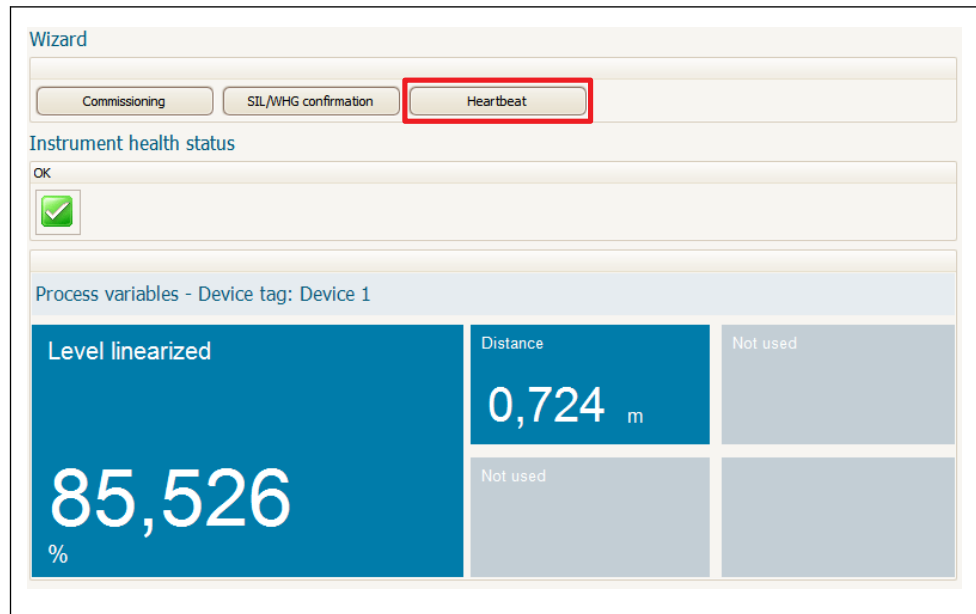 Wizard
Commissioning SIL/WHG confirmation Heartbeat
Instrument health status
OK
Process variables - Device tag: Device 1
Level linearized
85,526
%
Distance
0,724 m
Not used
Not used